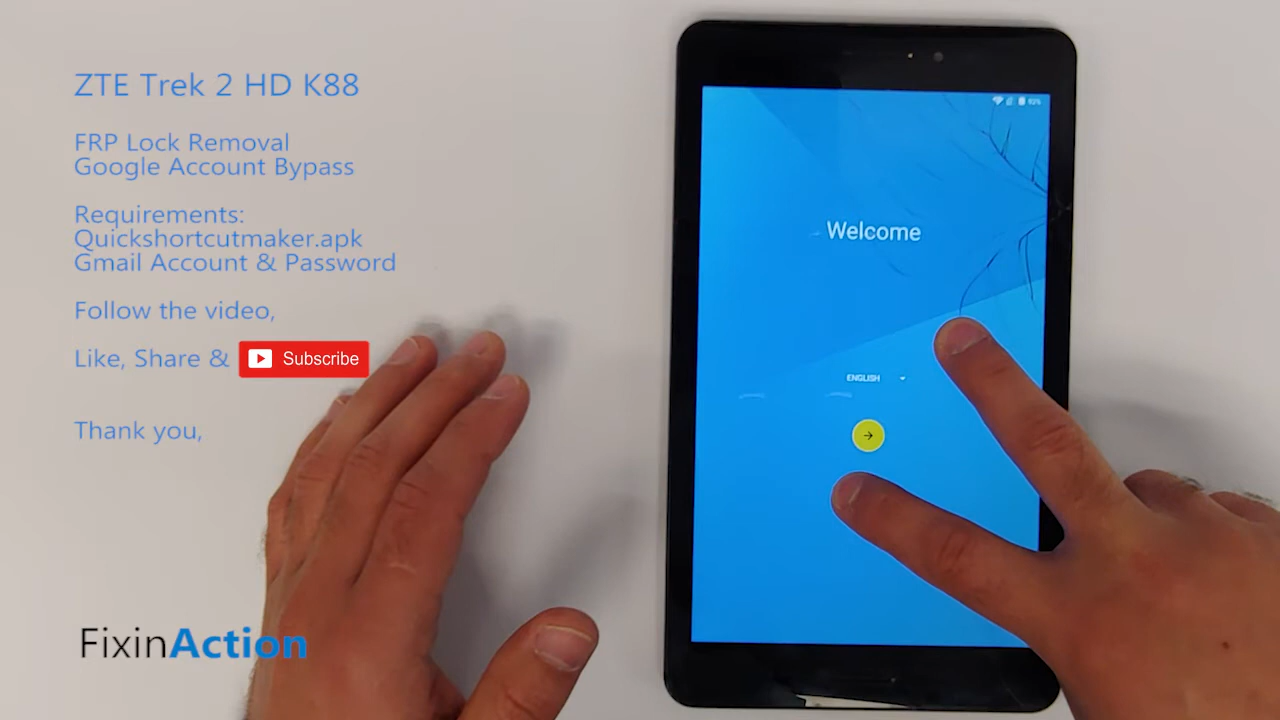 ZTE Trek 2 HD K88
FRP Lock Removal
Google Account Bypass
Requirements:
Quickshortcutmaker.apk
Gmail Account & Password
Follow the video,
Like, Share & Subscribe
Thank you,
FixinAction
93%
Welcome
ENGLISH